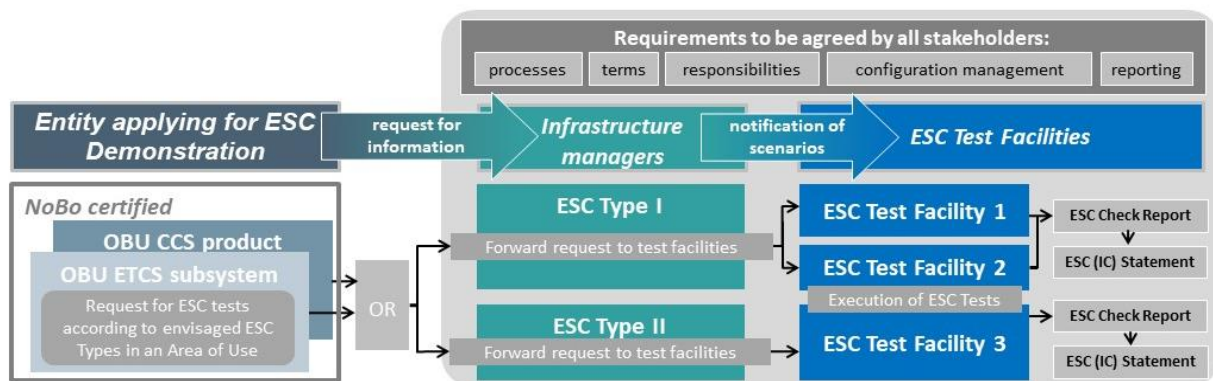 Requirements to be agreed by all stakeholders:
processes
terms
responsibilities
configuration management
reporting
Entity applying for ESC
Demonstration
request for
information
Infrastructure
managers
notification of
scenarios
ESC Test Facilities
NoBo certified
OBU CCS product
OBU ETCS subsystem
Request for ESC tests
according to envisaged ESC
Types in an Area of Use
OR
ESC Type I
Forward request to test facilities
ESC Type II
Forward request to test facilities
ESC Test Facility 1
ESC Test Facility 2
Execution of ESC Tests
ESC Test Facility 3
ESC Check Report
ESC (IC) Statement
ESC Check Report
ESC (IC) Statement